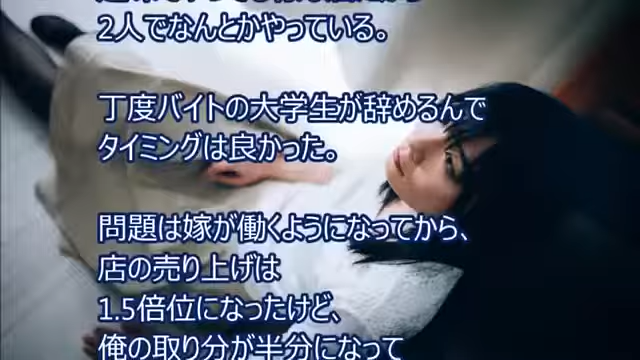 2人でなんとかやっている。
丁度バイトの大学生が辞めるんで
タイミングは良かった。
問題は嫁が働くようになってから、
店の売り上げは
1.5倍位になったけど、
俺の取り分が半分になって